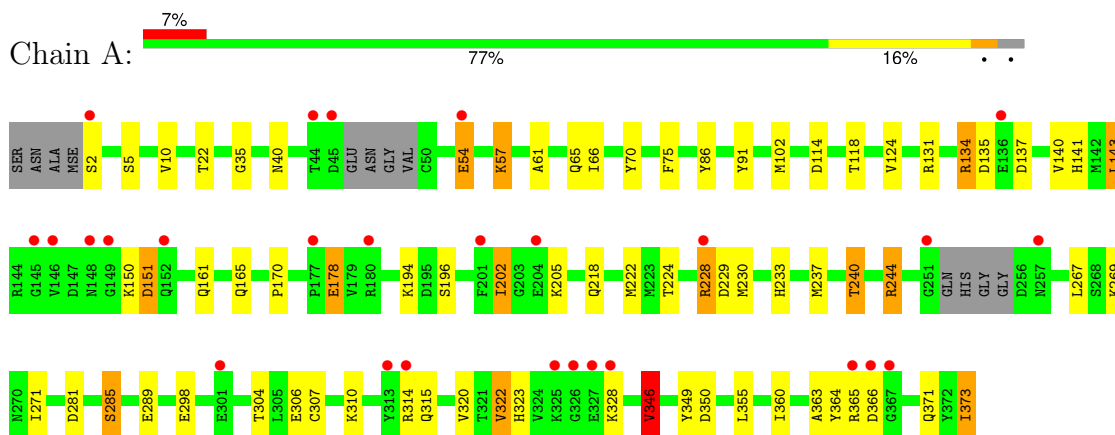 7%
Chain A:
77% 16% • •
SER ASN ALA MSE S2 S5 V10 T22 G35 N40 T44 D45 GLU ASN GLY VAL C50 E54 K57 A61 Q65 I66 Y70 F75 Y86 Y91 M102 D114 T118 V124 R131 R134 D135 E136 D137 V140 H141 M142 L143
R144 G145 V146 D147 N148 G149 K150 D151 Q152 Q161 Q165 P170 P177 E178 V179 R180 K194 D195 S196 F201 I202 G203 E204 K205 Q218 M222 M223 T224 R228 D229 M230 H233 M237 T240 R244 G251 GLN HIS GLY GLY D256 N257 L267 S268 K269
N270 I271 D281 S285 E289 E298 E301 T304 L305 E306 C307 K310 Y313 R314 Q315 V320 T321 V322 H323 V324 K325 G326 E327 K328 V346 Y349 D350 L355 I360 A363 Y364 R365 D366 G367 Q371 Y372 I373